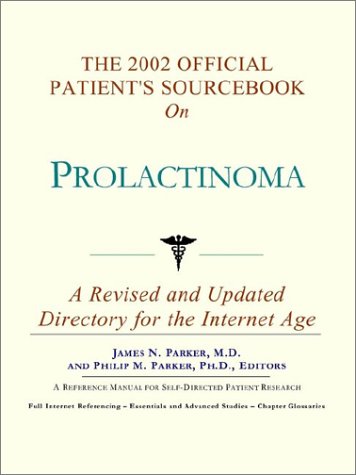 THE 2002 OFFICIAL
PATIENT'S SOURCEBOOK
On
PROLACTINOMA
A Revised and Updated
Directory for the Internet Age
JAMES N. PARKER, M.D.
AND PHILIP M. PARKER, PH.D., EDITORS
A REFERENCE MANUAL FOR SELF-DIRECTED PATIENT RESEARCH
Full Internet Referencing – Essentials and Advanced Studies – Chapter Glossaries